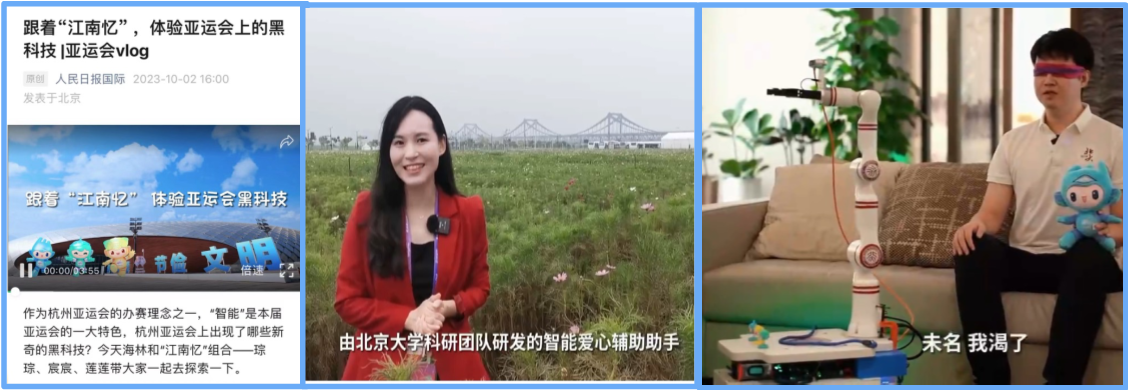 跟着“江南忆”，体验亚运会上的黑
科技 |亚运会vlog
原创 人民日报国际 2023-10-02 16:00
发表于北京
跟着“江南忆” 体验亚运会黑科技
节俭 文明
00:00/03:55
倍速
作为杭州亚运会的办赛理念之一，“智能”是本届
亚运会的一大特色，杭州亚运会上出现了哪些新
奇的黑科技？今天海林和“江南忆”组合——琮
琮、宸宸、莲莲带大家一起去探索一下。
由北京大学科研团队研发的智能爱心辅助助手
未名 我渴了